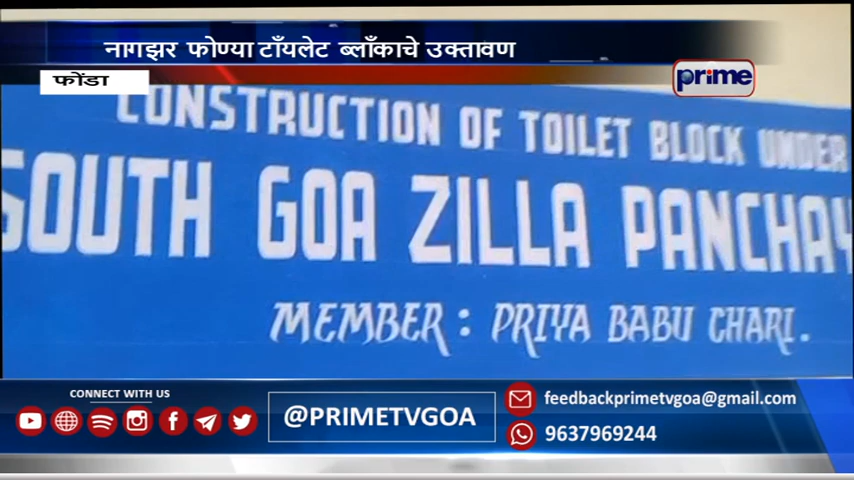 नागझर फोण्या टॉयलेट ब्लॉकाचे उक्तावण
फोंडा
prime
CONSTRUCTION OF TOILET BLOCK UNDER
SOUTH GOA ZILLA PANCHAY
MEMBER : PRIYA BABU CHARI.
CONNECT WITH US
@PRIMETVGOA
feedbackprimetvgoa@gmail.com
9637969244